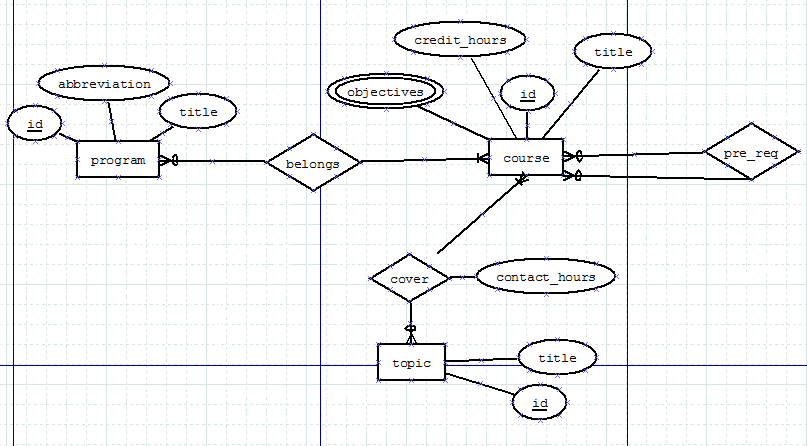 credit_hours
title
abbreviation
objectives
id
title
id
program
belongs
course
pre_req
cover
contact_hours
topic
title
id